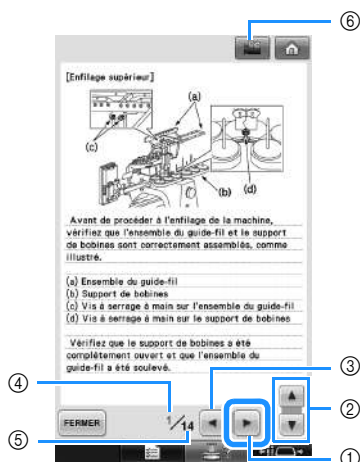 ⑥
[Enfilage supérieur]
(a)
(c)
(b)
(d)
Avant de procéder à l'enfilage de la machine,
vérifiez que l'ensemble du guide-fil et le support
de bobines sont correctement assemblés, comme
illustré.
(a) Ensemble du guide-fil
(b) Support de bobines
(c) Vis à serrage à main sur l'ensemble du guide-fil
(d) Vis à serrage à main sur le support de bobines
Vérifiez que le support de bobines a été
complètement ouvert et que l'ensemble du
guide-fil a été soulevé.
③
④
②
FERMER
1/14
⑤
①